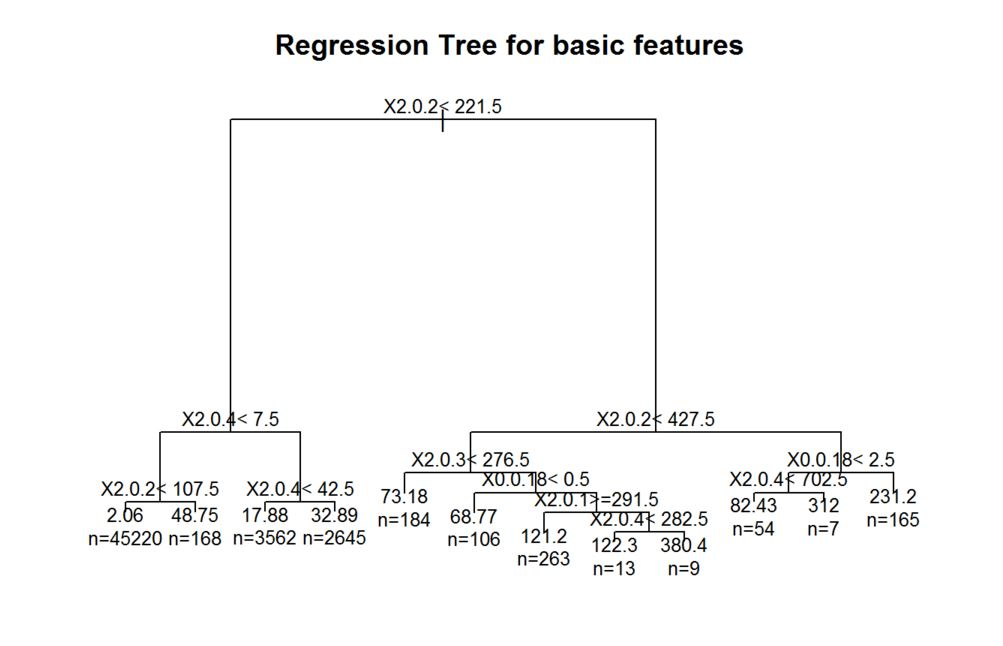 Regression Tree for basic features
X2.0.2< 221.5
X2.0.4< 7.5
X2.0.2< 427.5
X2.0.3< 276.5
X0.0.18< 2.5
X0.0.18< 0.5
X2.0.4< 702.5
X2.0.2< 107.5
X2.0.4< 42.5
X2.0.1>=291.5
X2.0.4< 282.5
2.06
n=45220
48.75
n=168
17.88
n=3562
32.89
n=2645
73.18
n=184
68.77
n=106
121.2
n=263
122.3
n=13
380.4
n=9
82.43
n=54
312
n=7
231.2
n=165